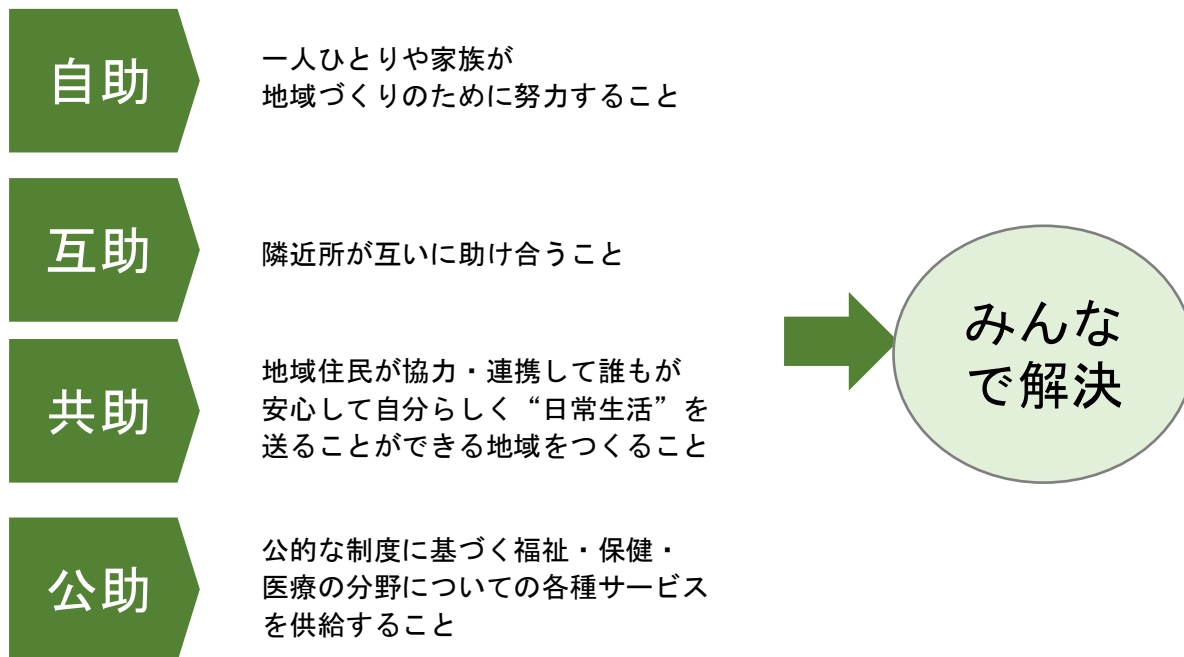 自助
一人ひとりや家族が
地域づくりのために努力すること
互助
隣近所が互いに助け合うこと
共助
地域住民が協力・連携して誰もが
安心して自分らしく“日常生活”を
送ることができる地域をつくること
公助
公的な制度に基づく福祉・保健・
医療の分野についての各種サービス
を供給すること
みんな
で解決